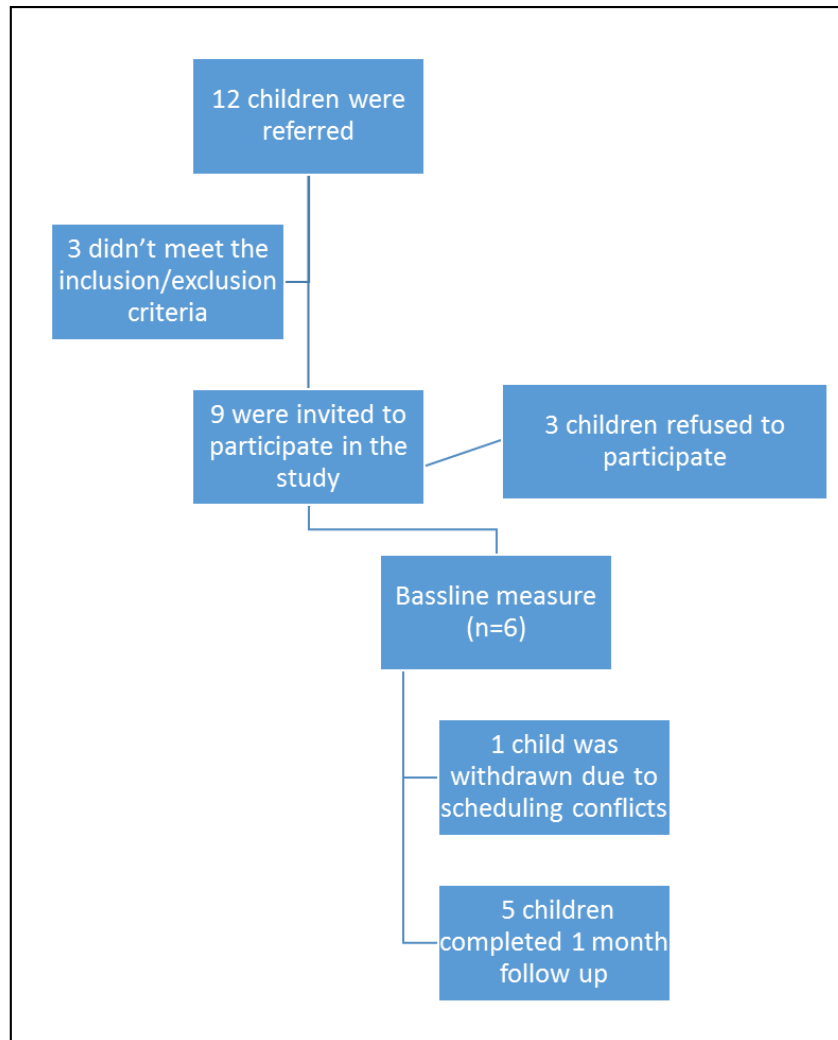 12 children were
referred
3 didn’t meet the
inclusion/exclusion
criteria
9 were invited to
participate in the
study
3 children refused to
participate
Bassline measure
(n=6)
1 child was
withdrawn due to
scheduling conflicts
5 children
completed 1 month
follow up